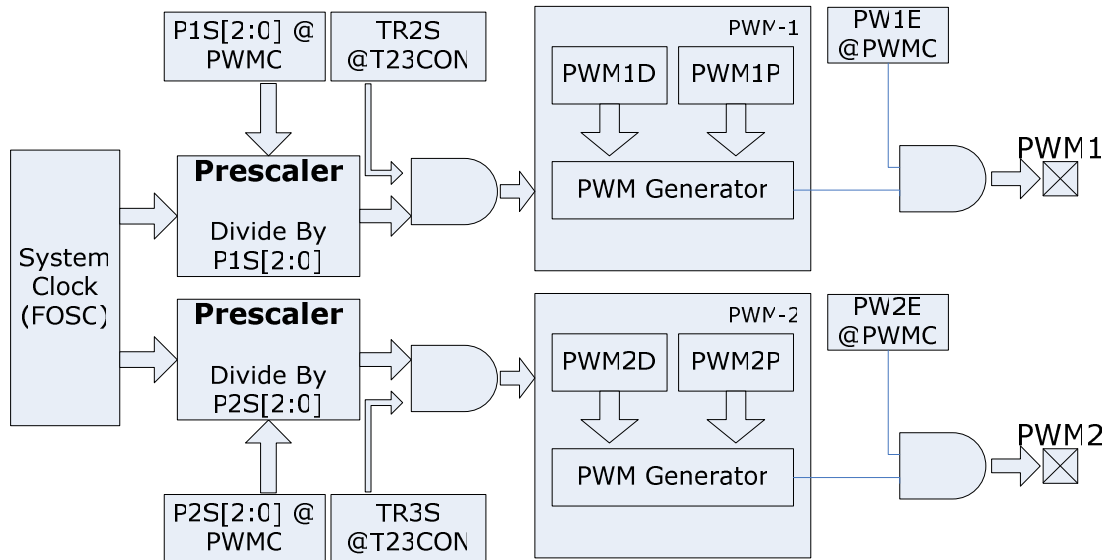 P1S[2:0] @
PWMC
TR2S
@T23CON
PWM-1
PWM1D
PWM1P
PW1E
@PWMC
PWM1
Prescaler
Divide By
P1S[2:0]
PWM Generator
System
Clock
(FOSC)
Prescaler
Divide By
P2S[2:0]
PWM-2
PWM2D
PWM2P
PW2E
@PWMC
PWM2
PWM Generator
P2S[2:0] @
PWMC
TR3S
@T23CON